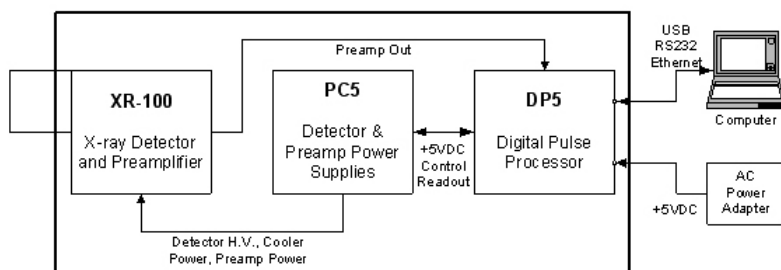 Preamp Out
USB
RS232
Ethernet
XR-100
X-ray Detector
and Preamplifier
PC5
Detector &
Preamp Power
Supplies
+5VDC
Control
Readout
DP5
Digital Pulse
Processor
Computer
AC
Power
Adapter
+5VDC
Detector H.V., Cooler
Power, Preamp Power